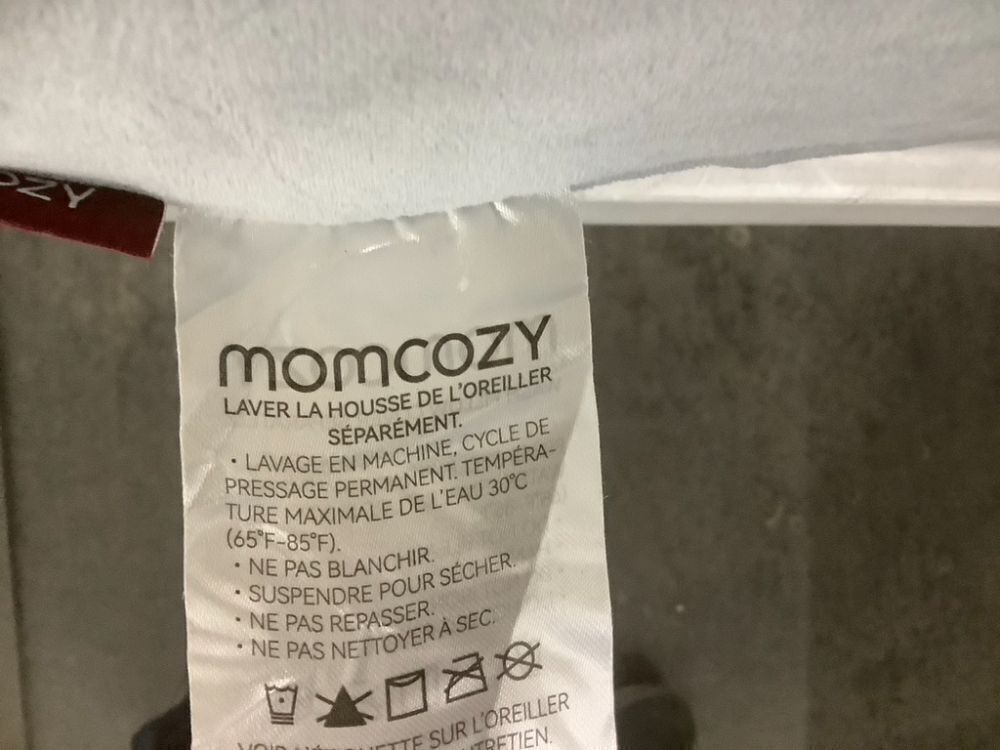 OZY
momcozy
LAVER LA HOUSSE DE L'OREILLER
SÉPARÉMENT.
• LAVAGE EN MACHINE, CYCLE DE
PRESSAGE PERMANENT. TEMPÉRA-
TURE MAXIMALE DE L'EAU 30°C
(65°F-85°F).
• NE PAS BLANCHIR.
• SUSPENDRE POUR SÉCHER.
• NE PAS REPASSER.
• NE PAS NETTOYER À SEC.
VOIR L'ÉTIQUETTE SUR L'OREILLER